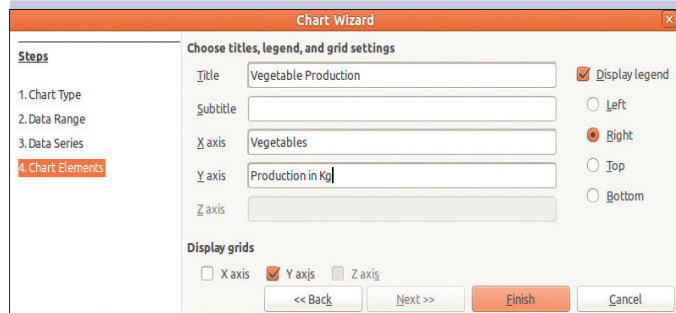 Chart Wizard
Steps
1. Chart Type
2. Data Range
3. Data Series
4. Chart Elements
Choose titles, legend, and grid settings
Title Vegetable Production
Subtitle
X axis Vegetables
Y axis Production in Kg
Z axis
Display legend
Left
Right
Top
Bottom
Display grids
X axis Y axis Z axis
<< Back Next >> Finish Cancel